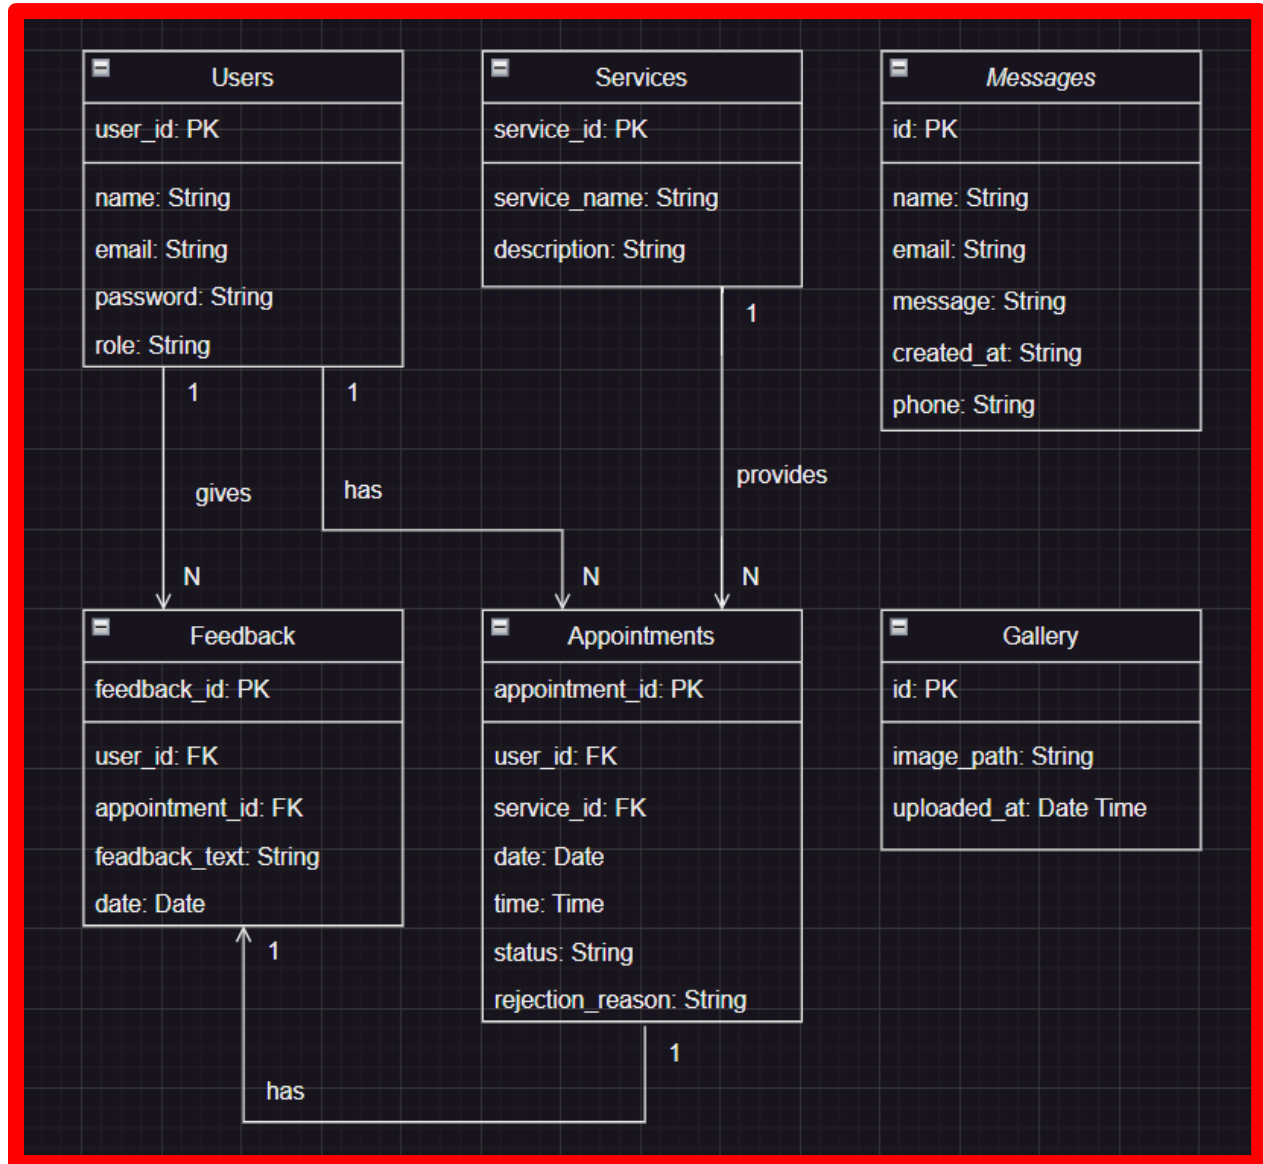 Users
user_id: PK
name: String
email: String
password: String
role: String
Services
service_id: PK
service_name: String
description: String
Messages
id: PK
name: String
email: String
message: String
created_at: String
phone: String
1
1
1
gives
has
provides
N
N
N
Feedback
feedback_id: PK
user_id: FK
appointment_id: FK
feadback_text: String
date: Date
Appointments
appointment_id: PK
user_id: FK
service_id: FK
date: Date
time: Time
status: String
rejection_reason: String
Gallery
id: PK
image_path: String
uploaded_at: Date Time
1
1
has